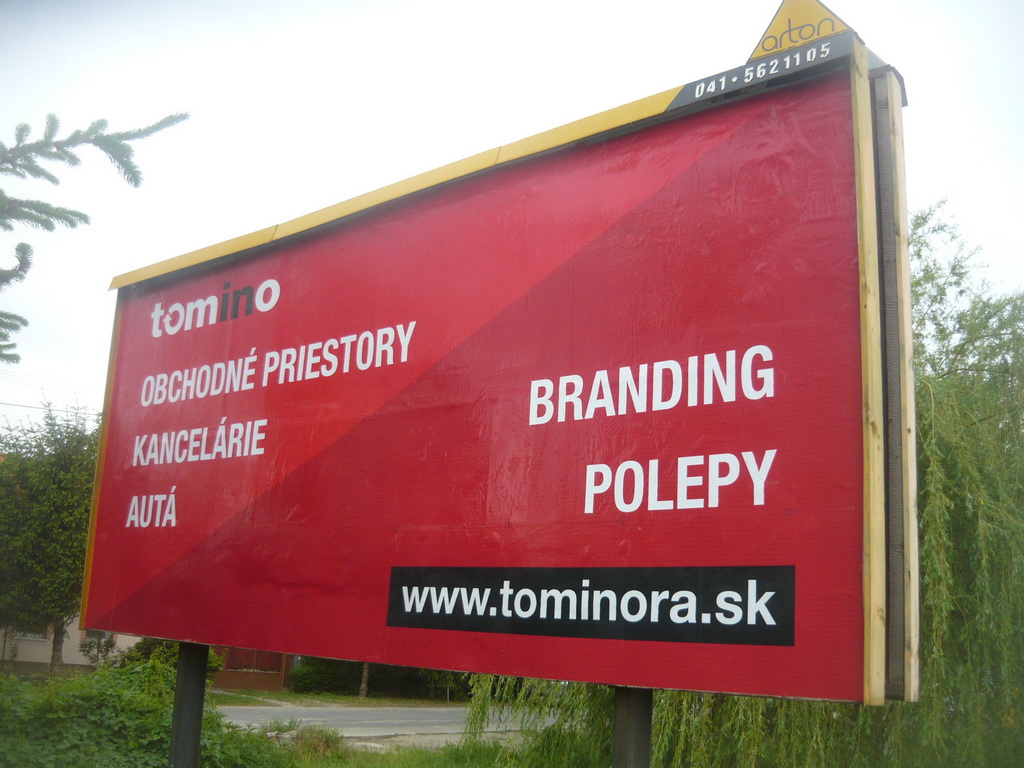 arton
041 • 5621105
tomino
OBCHODNÉ PRIESTORY
KANCELÁRIE
AUTÁ
BRANDING
POLEPY
www.tominora.sk